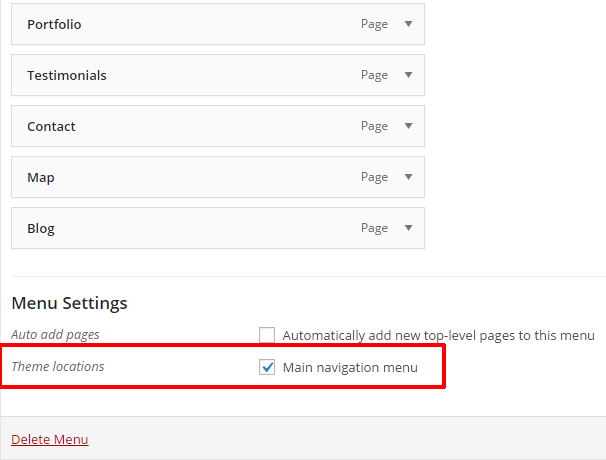 Portfolio Page
Testimonials Page
Contact Page
Map Page
Blog Page
Menu Settings
Auto add pages Automatically add new top-level pages to this menu
Theme locations Main navigation menu
Delete Menu